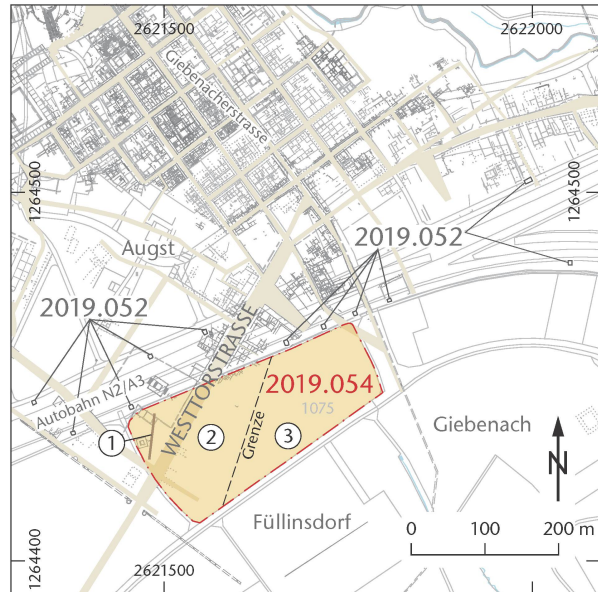 2621500
2622000
Giebenacherstrasse
1264500
1264500
Augst
2019.052
2019.052
WESTTORSTRASSE
Autobahn N2/A3
2019.054
1075
1
2
3
Grenze
Giebenach
N
Füllinsdorf
0 100 200 m
1264400
1264400
2621500